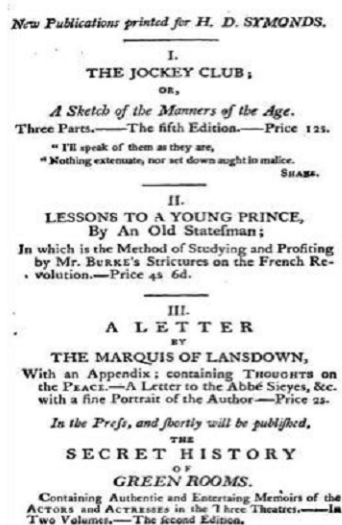 New Publications printed for H. D. SYMONDS.
I.
THE JOCKEY CLUB;
OR,
A Sketch of the Manners of the Age.
Three Parts.——The fifth Edition.——Price 12s.
" I'll speak of them as they are,
" Nothing extenuate, nor set down aught in malice.
SHAKE.
II.
LESSONS TO A YOUNG PRINCE,
By An Old Stateſman;
In which is the Method of Studying and Profiting
by Mr. BURKE's Strictures on the French Re-
volution.—Price 4s 6d.
III.
A LETTER
BY
THE MARQUIS OF LANSDOWN,
With an Appendix; containing THOUGHTS on
the PEACE.—A Letter to the Abbé Sieyes, &c.
with a fine Portrait of the Author—Price 2s.
In the Preſs, and ſhortly will be publiſhed,
THE
SECRET HISTORY
OF
GREEN ROOMS.
Containing Authentic and Entertaing Memoirs of the
ACTORS and ACTRESSES in the Three Theatres.——In
Two Volumes.—The ſecond Edition.